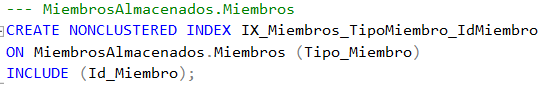 --- MiembrosAlmacenados.Miembros
CREATE NONCLUSTERED INDEX IX_Miembros_TipoMiembro_IdMiembro
ON MiembrosAlmacenados.Miembros (Tipo_Miembro)
INCLUDE (Id_Miembro);